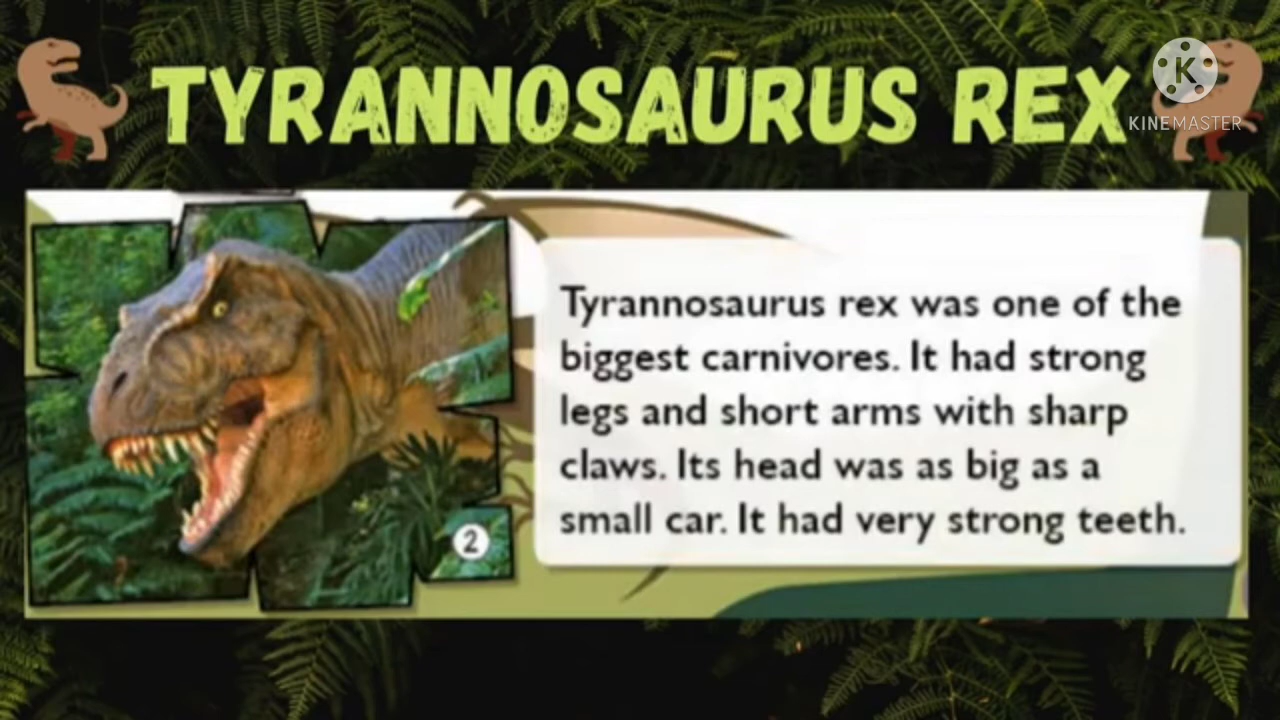 TYRANNOSAURUS REX
K
KINEMASTER
Tyrannosaurus rex was one of the
biggest carnivores. It had strong
legs and short arms with sharp
claws. Its head was as big as a
small car. It had very strong teeth.
2